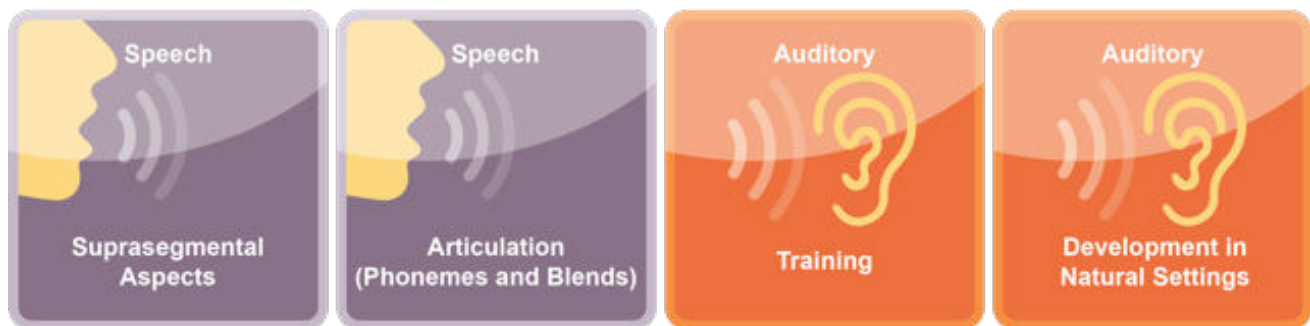 Speech
Suprasegmental
Aspects
Speech
Articulation
(Phonemes and Blends)
Auditory
Training
Auditory
Development in
Natural Settings